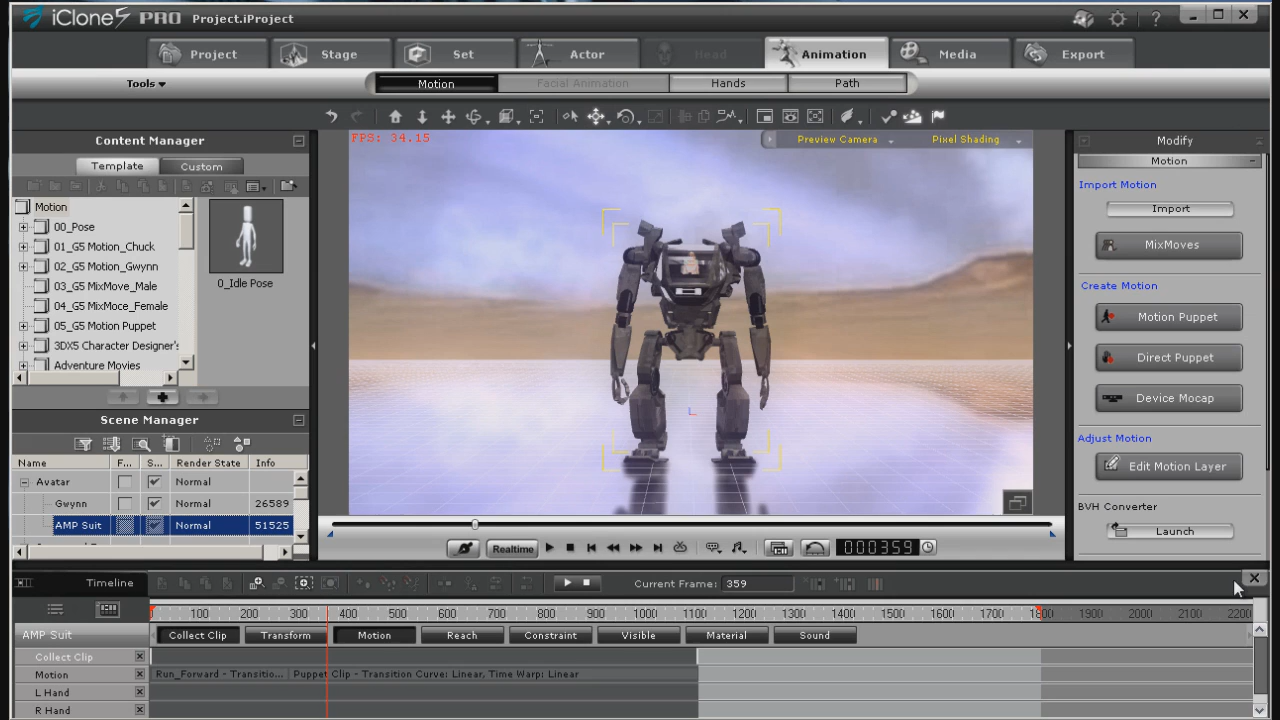 iClone5 PRO Project.iProject
Project Stage Set Actor Head Animation Media Export
Tools Motion Facial Animation Hands Path
Content Manager
Template Custom
Motion
00_Pose
01_G5 Motion_Chuck
02_G5 Motion_Gwynn
03_G5 MixMove_Male
04_G5 MixMoce_Female
05_G5 Motion Puppet
3DX5 Character Designer's
Adventure Movies
0_Idle Pose
Scene Manager
Name F... S... Render State Info
Avatar Normal
Gwynn Normal 26589
AMP Suit Normal 51525
FPS: 34.15
Preview Camera Pixel Shading
Realtime 000359
Modify
Motion
Import Motion
Import
MixMoves
Create Motion
Motion Puppet
Direct Puppet
Device Mocap
Adjust Motion
Edit Motion Layer
BVH Converter
Launch
Timeline Current Frame: 359
100 200 300 400 500 600 700 800 900 1000 1100 1200 1300 1400 1500 1600 1700 1800 1900 2000 2100 2200
AMP Suit Collect Clip Transform Motion Reach Constraint Visible Material Sound
Collect Clip
Motion Run_Forward - Transitio... Puppet Clip - Transition Curve: Linear, Time Warp: Linear
L Hand
R Hand